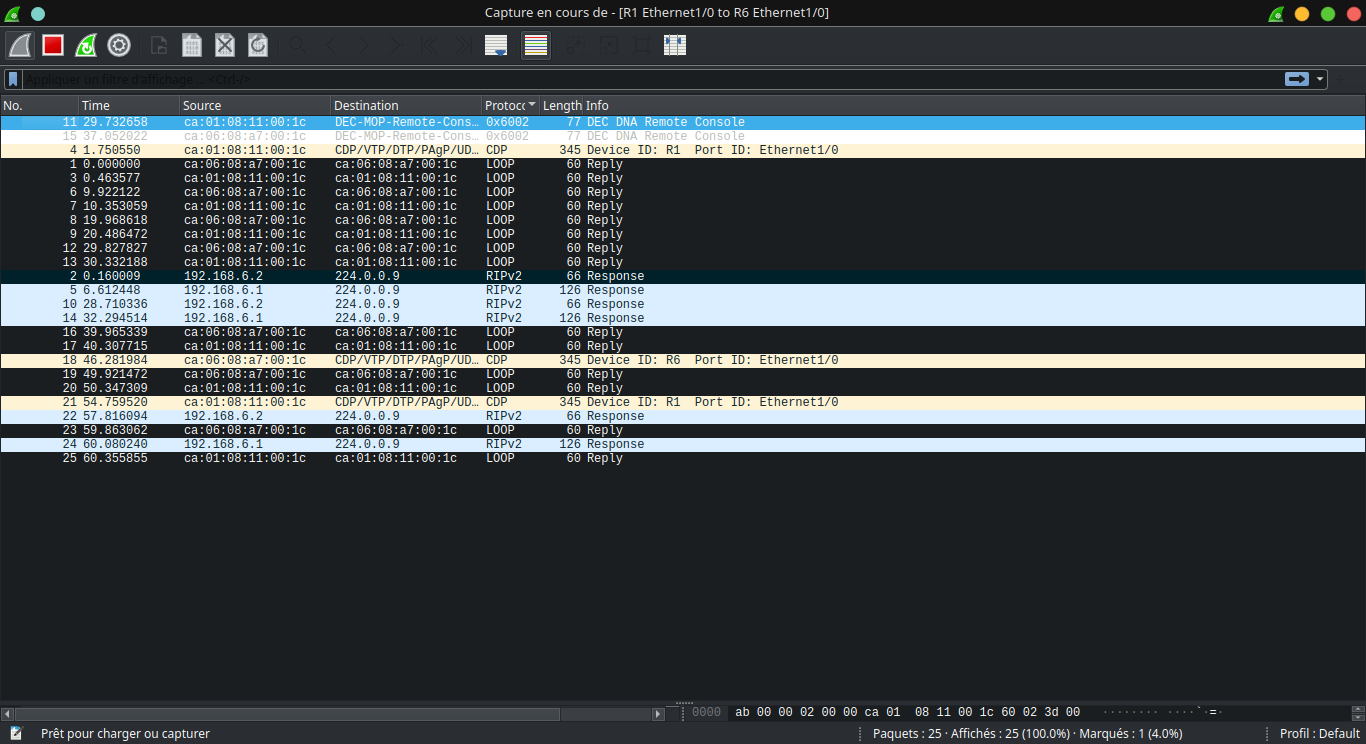 Capture en cours de - [R1 Ethernet1/0 to R6 Ethernet1/0]
Appliquer un filtre d'affichage ... <Ctrl-/>
No. Time Source Destination Protocc Length Info
11 29.732658 ca:01:08:11:00:1c DEC-MOP-Remote-Cons… 0x6002 77 DEC DNA Remote Console
15 37.052022 ca:01:08:11:00:1c DEC-MOP-Remote-Cons… 0x6002 77 DEC DNA Remote Console
4 1.750550 ca:01:08:11:00:1c CDP/VTP/DTP/PAgP/UD… CDP 345 Device ID: R1 Port ID: Ethernet1/0
1 0.000000 ca:06:08:a7:00:1c ca:06:08:a7:00:1c LOOP 60 Reply
3 0.463577 ca:01:08:11:00:1c ca:01:08:11:00:1c LOOP 60 Reply
6 9.922122 ca:06:08:a7:00:1c ca:06:08:a7:00:1c LOOP 60 Reply
7 10.353059 ca:01:08:11:00:1c ca:01:08:11:00:1c LOOP 60 Reply
8 19.968618 ca:06:08:a7:00:1c ca:06:08:a7:00:1c LOOP 60 Reply
9 20.486472 ca:01:08:11:00:1c ca:01:08:11:00:1c LOOP 60 Reply
12 29.827827 ca:06:08:a7:00:1c ca:06:08:a7:00:1c LOOP 60 Reply
13 30.332188 ca:01:08:11:00:1c ca:01:08:11:00:1c LOOP 60 Reply
2 0.160009 192.168.6.2 224.0.0.9 RIPv2 66 Response
5 6.612448 192.168.6.1 224.0.0.9 RIPv2 126 Response
10 28.710336 192.168.6.2 224.0.0.9 RIPv2 66 Response
14 32.294514 192.168.6.1 224.0.0.9 RIPv2 126 Response
16 39.965339 ca:06:08:a7:00:1c ca:06:08:a7:00:1c LOOP 60 Reply
17 40.307715 ca:01:08:11:00:1c ca:01:08:11:00:1c LOOP 60 Reply
18 46.281984 ca:06:08:a7:00:1c CDP/VTP/DTP/PAgP/UD… CDP 345 Device ID: R6 Port ID: Ethernet1/0
19 49.921472 ca:06:08:a7:00:1c ca:06:08:a7:00:1c LOOP 60 Reply
20 50.347309 ca:01:08:11:00:1c ca:01:08:11:00:1c LOOP 60 Reply
21 54.759520 ca:01:08:11:00:1c CDP/VTP/DTP/PAgP/UD… CDP 345 Device ID: R1 Port ID: Ethernet1/0
22 57.816094 192.168.6.2 224.0.0.9 RIPv2 66 Response
23 59.863062 ca:06:08:a7:00:1c ca:06:08:a7:00:1c LOOP 60 Reply
24 60.080240 192.168.6.1 224.0.0.9 RIPv2 126 Response
25 60.355855 ca:01:08:11:00:1c ca:01:08:11:00:1c LOOP 60 Reply
0000 ab 00 00 02 00 00 ca 01 08 11 00 1c 60 02 3d 00 ········ ····`·=·
Prêt pour charger ou capturer
Paquets : 25 · Affichés : 25 (100.0%) · Marqués : 1 (4.0%)
Profil : Default